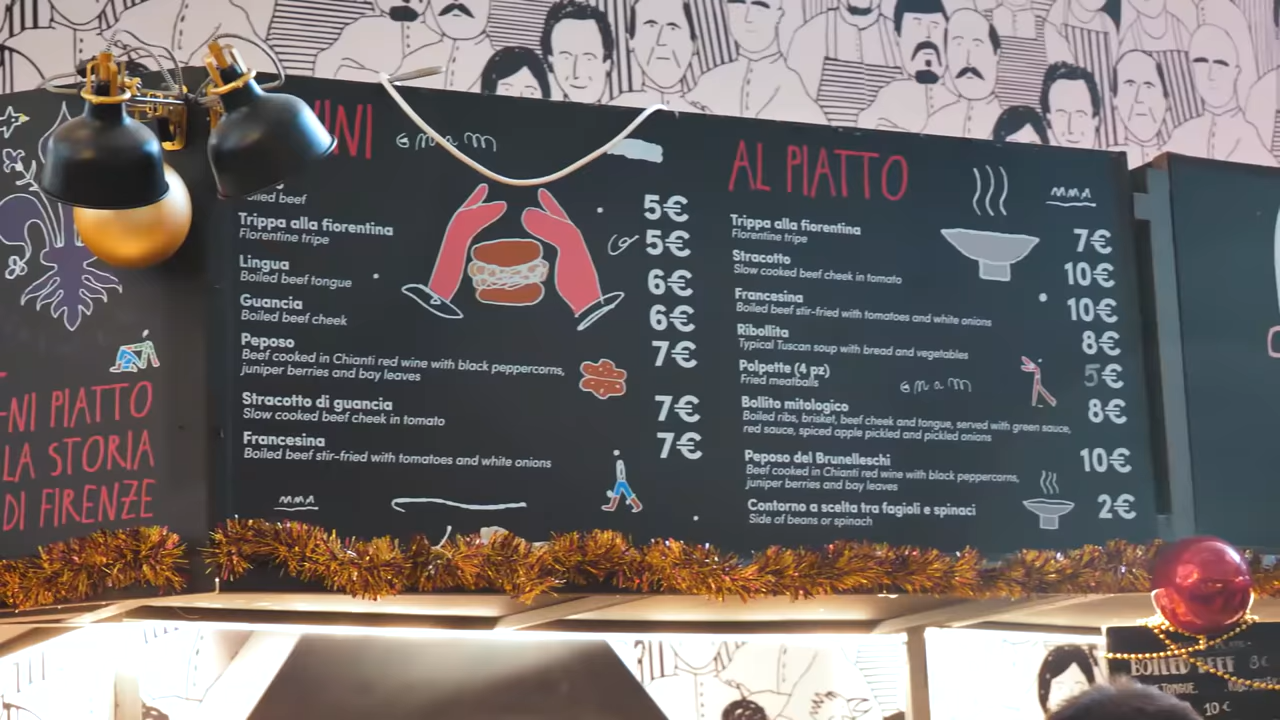 NI PIATTO
LA STORIA
DI FIRENZE
INI
gnam
Boiled beef 5€
Trippa alla fiorentina 5€
Florentine tripe
Lingua 6€
Boiled beef tongue
Guancia 6€
Boiled beef cheek
Peposo 7€
Beef cooked in Chianti red wine with black peppercorns,
juniper berries and bay leaves
Stracotto di guancia 7€
Slow cooked beef cheek in tomato
Francesina 7€
Boiled beef stir-fried with tomatoes and white onions
AL PIATTO
Trippa alla fiorentina 7€
Florentine tripe
Stracotto 10€
Slow cooked beef cheek in tomato
Francesina 10€
Boiled beef stir-fried with tomatoes and white onions
Ribollita 8€
Typical Tuscan soup with bread and vegetables
Polpette (4 pz) 5€
Fried meatballs
gnam
Bollito mitologico 8€
Boiled ribs, brisket, beef cheek and tongue, served with green sauce,
red sauce, spiced apple pickled and pickled onions
Peposo del Brunelleschi 10€
Beef cooked in Chianti red wine with black peppercorns,
juniper berries and bay leaves
Contorno a scelta tra fagioli e spinaci 2€
Side of beans or spinach
BOILED BEEF
TONGUE
10 €